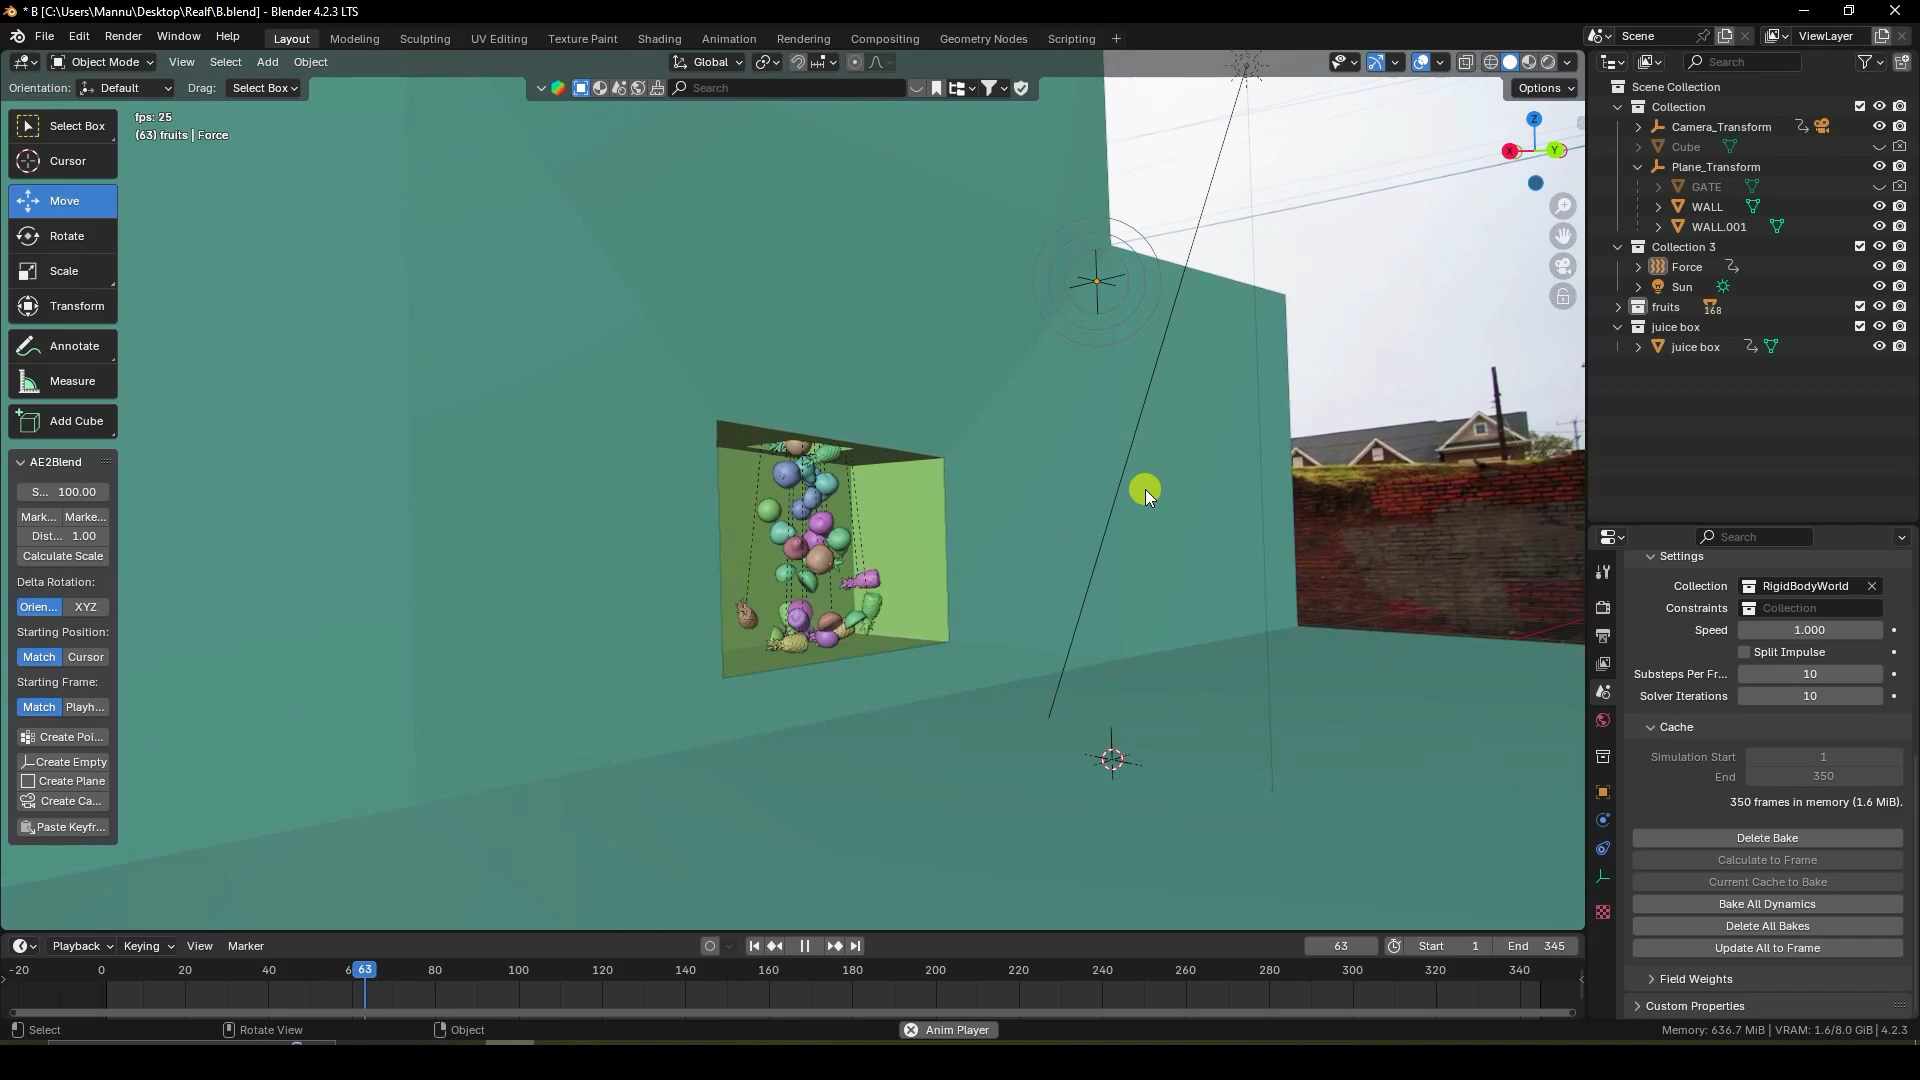 * B [C:\Users\Mannu\Desktop\Realf\B.blend] - Blender 4.2.3 LTS
File Edit Render Window Help Layout Modeling Sculpting UV Editing Texture Paint Shading Animation Rendering Compositing Geometry Nodes Scripting + Scene ViewLayer
Object Mode View Select Add Object Global Search
Orientation: Default Drag: Select Box Search Options
fps: 25
(63) fruits | Force
Select Box
Cursor
Move
Rotate
Scale
Transform
Annotate
Measure
Add Cube
AE2Blend
S... 100.00
Mark... Marke...
Dist... 1.00
Calculate Scale
Delta Rotation:
Orien... XYZ
Starting Position:
Match Cursor
Starting Frame:
Match Playh...
Create Poi...
Create Empty
Create Plane
Create Ca...
Paste Keyfr...
Z
X
Y
Scene Collection
Collection
Camera_Transform
Cube
Plane_Transform
GATE
WALL
WALL.001
Collection 3
Force
Sun
fruits 168
juice box
juice box
Search
Settings
Collection RigidBodyWorld
Constraints Collection
Speed 1.000
Split Impulse
Substeps Per Fr... 10
Solver Iterations 10
Cache
Simulation Start 1
End 350
350 frames in memory (1.6 MiB).
Delete Bake
Calculate to Frame
Current Cache to Bake
Bake All Dynamics
Delete All Bakes
Update All to Frame
Field Weights
Custom Properties
Playback Keying View Marker 63 Start 1 End 345
-20 0 20 40 6 63 80 100 120 140 160 180 200 220 240 260 280 300 320 340
Select Rotate View Object Anim Player Memory: 636.7 MiB | VRAM: 1.6/8.0 GiB | 4.2.3